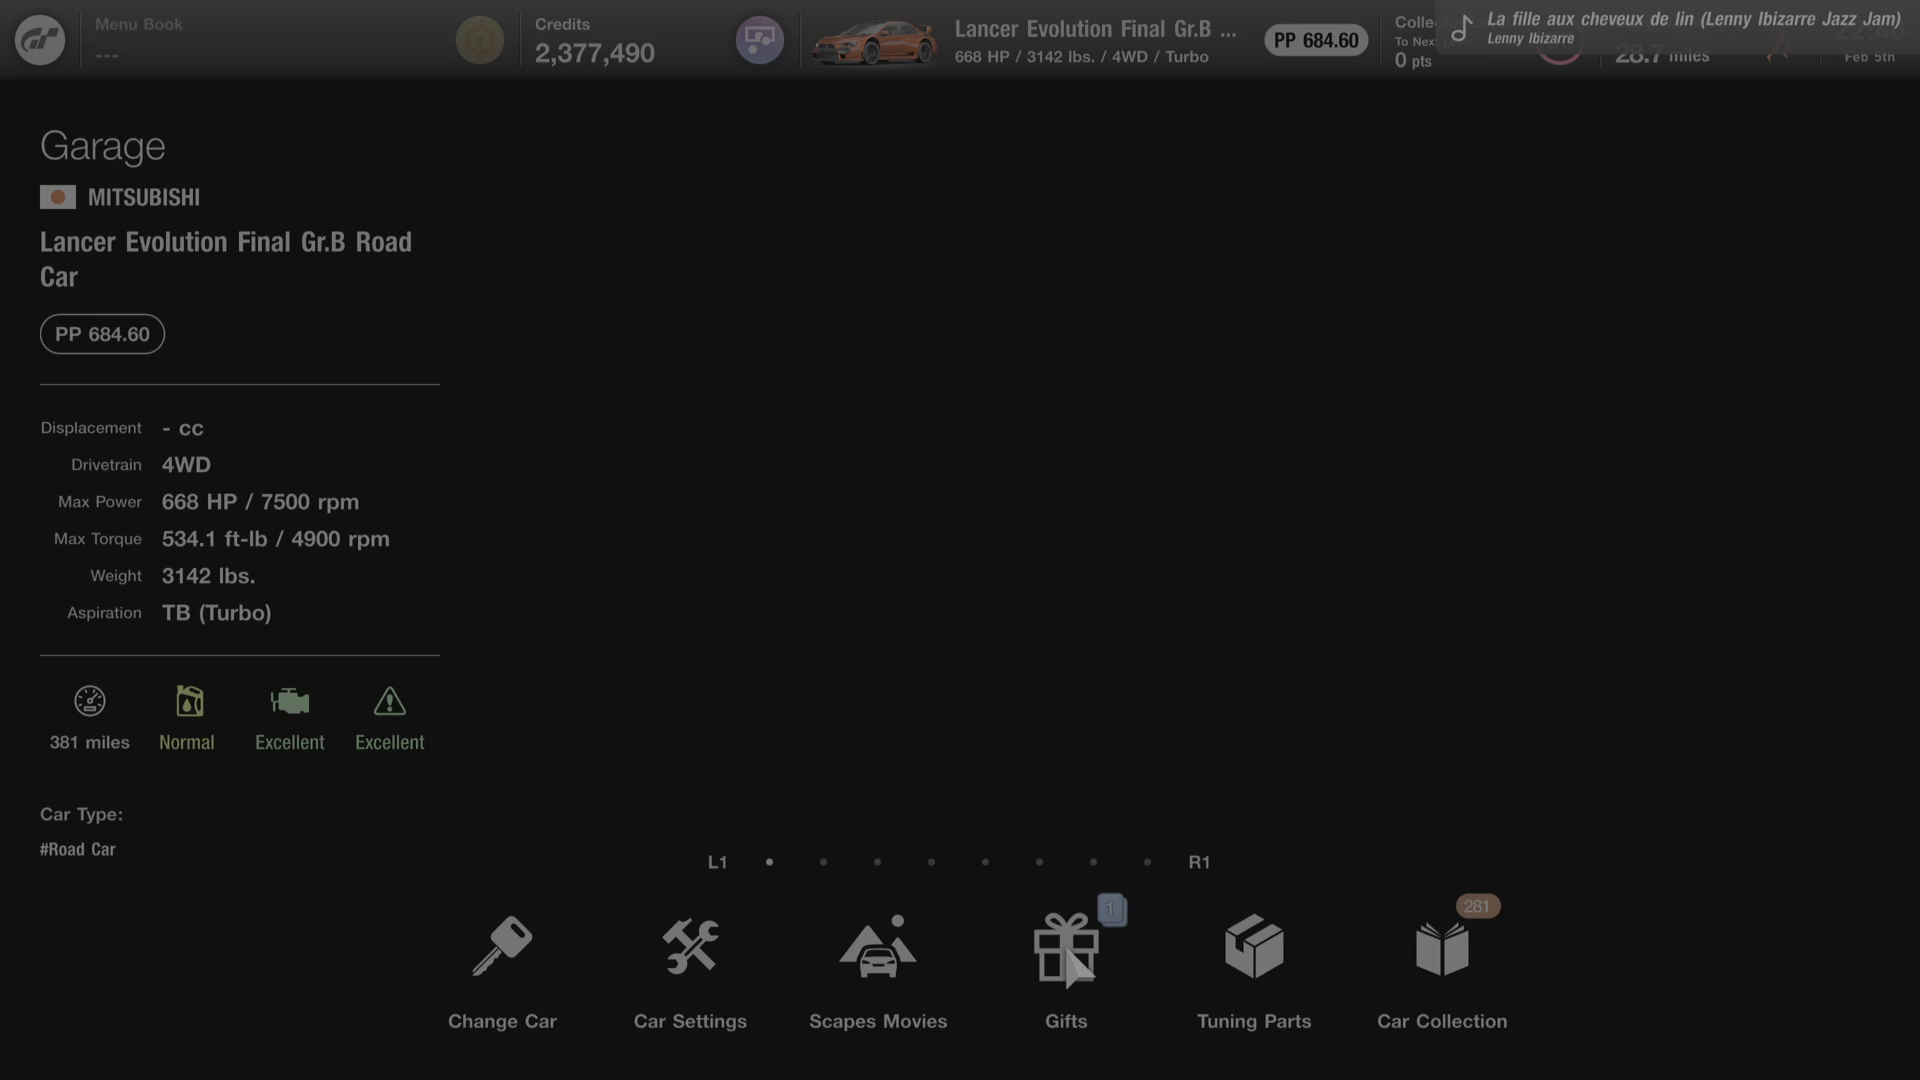 Menu Book
---
Credits
2,377,490
Lancer Evolution Final Gr.B ...
668 HP / 3142 lbs. / 4WD / Turbo
PP 684.60
To Nex
0 pts
La fille aux cheveux de lin (Lenny Ibizarre Jazz Jam)
Lenny Ibizarre
28.7 miles
Feb 5th
Garage
MITSUBISHI
Lancer Evolution Final Gr.B Road
Car
PP 684.60
Displacement - cc
Drivetrain 4WD
Max Power 668 HP / 7500 rpm
Max Torque 534.1 ft-lb / 4900 rpm
Weight 3142 lbs.
Aspiration TB (Turbo)
381 miles Normal Excellent Excellent
Car Type:
#Road Car
L1 R1
1
281
Change Car Car Settings Scapes Movies Gifts Tuning Parts Car Collection